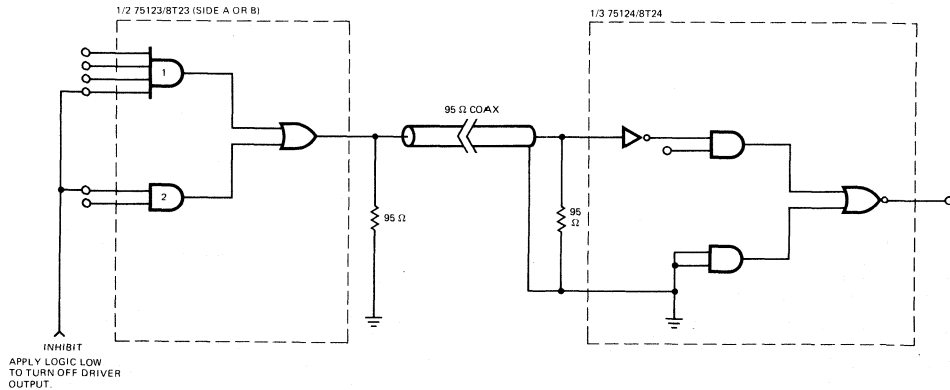 1/2 75123/8T23 (SIDE A OR B)
1/3 75124/8T24
1
2
95 Ω COAX
95 Ω
95
Ω
INHIBIT
APPLY LOGIC LOW
TO TURN OFF DRIVER
OUTPUT.